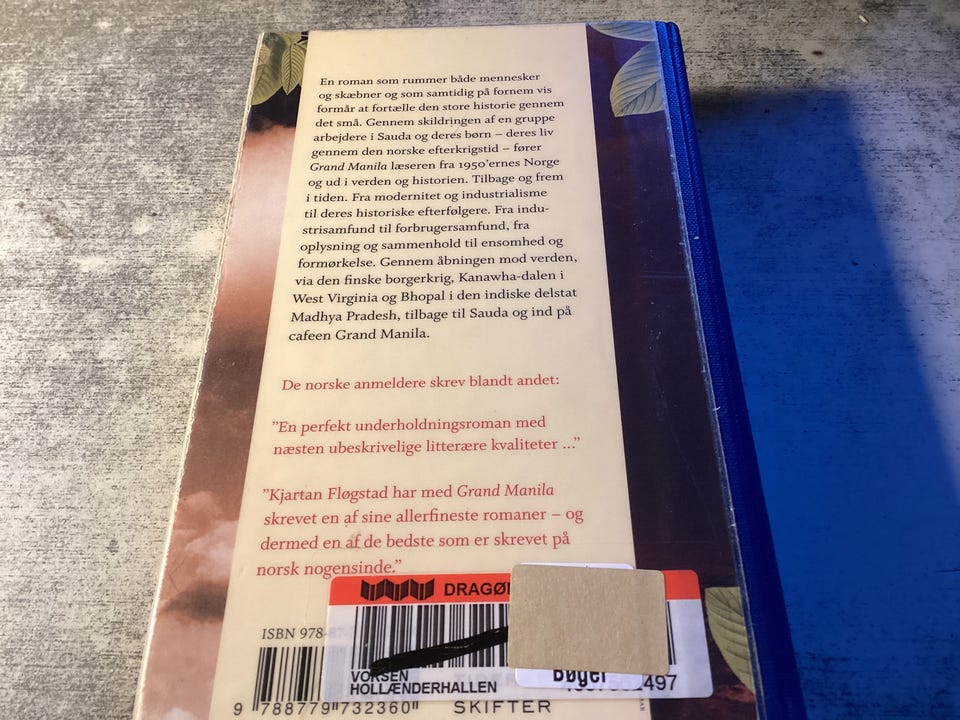 En roman som rummer både mennesker
og skæbner og som samtidig på fornem vis
formår at fortælle den store historie gennem
det små. Gennem skildringen af en gruppe
arbejdere i Sauda og deres børn – deres liv
gennem den norske efterkrigstid – fører
Grand Manila læseren fra 1950'ernes Norge
og ud i verden og historien. Tilbage og frem
i tiden. Fra modernitet og industrialisme
til deres historiske efterfølgere. Fra indu-
strisamfund til forbrugersamfund, fra
oplysning og sammenhold til ensomhed og
formørkelse. Gennem åbningen mod verden,
via den finske borgerkrig, Kanawha-dalen i
West Virginia og Bhopal i den indiske delstat
Madhya Pradesh, tilbage til Sauda og ind på
cafeen Grand Manila.
De norske anmeldere skrev blandt andet:
"En perfekt underholdningsroman med
næsten ubeskrivelige litterære kvaliteter ..."
"Kjartan Fløgstad har med Grand Manila
skrevet en af sine allerfineste romaner – og
dermed en af de bedste som er skrevet på
norsk nogensinde."
ISBN 978-87-
VOKSEN
HOLLÆNDERHALLEN
Bøger
9 788779 732360
SKIFTER